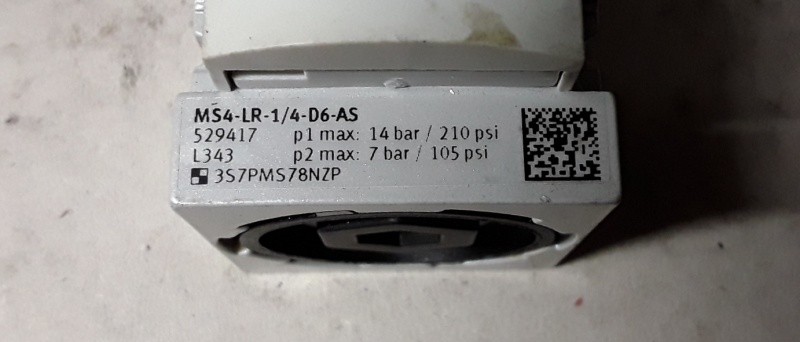 MS4-LR-1/4-D6-AS
529417 p1 max: 14 bar / 210 psi
L343 p2 max: 7 bar / 105 psi
3S7PMS78NZP